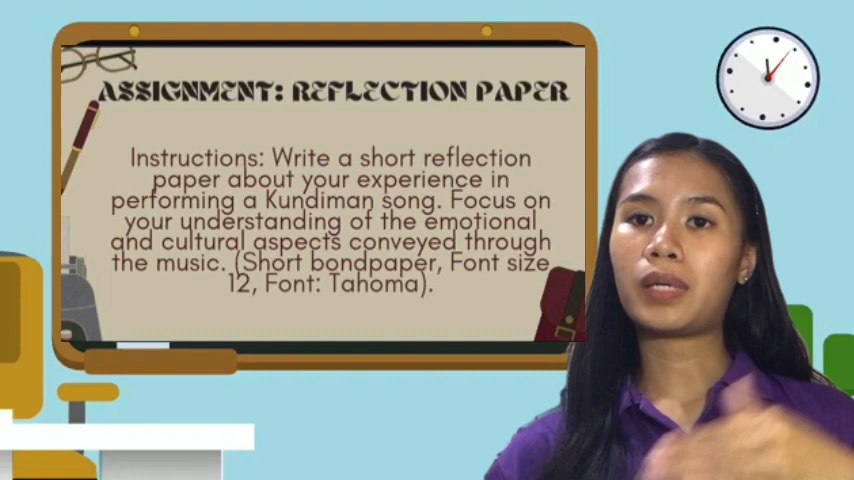 ASSIGNMENT: REFLECTION PAPER
Instructions: Write a short reflection
paper about your experience in
performing a Kundiman song. Focus on
your understanding of the emotional
and cultural aspects conveyed through
the music. (Short bondpaper, Font size
12, Font: Tahoma).